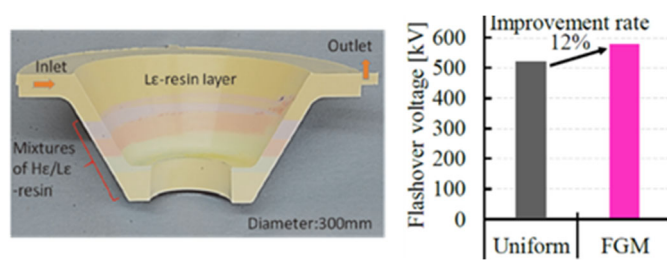 Inlet
Outlet
Lε-resin layer
Mixtures
of Hε/Lε
-resin
Diameter:300mm
Improvement rate
12%
Flashover voltage [kV]
600
500
400
300
200
100
0
Uniform
FGM